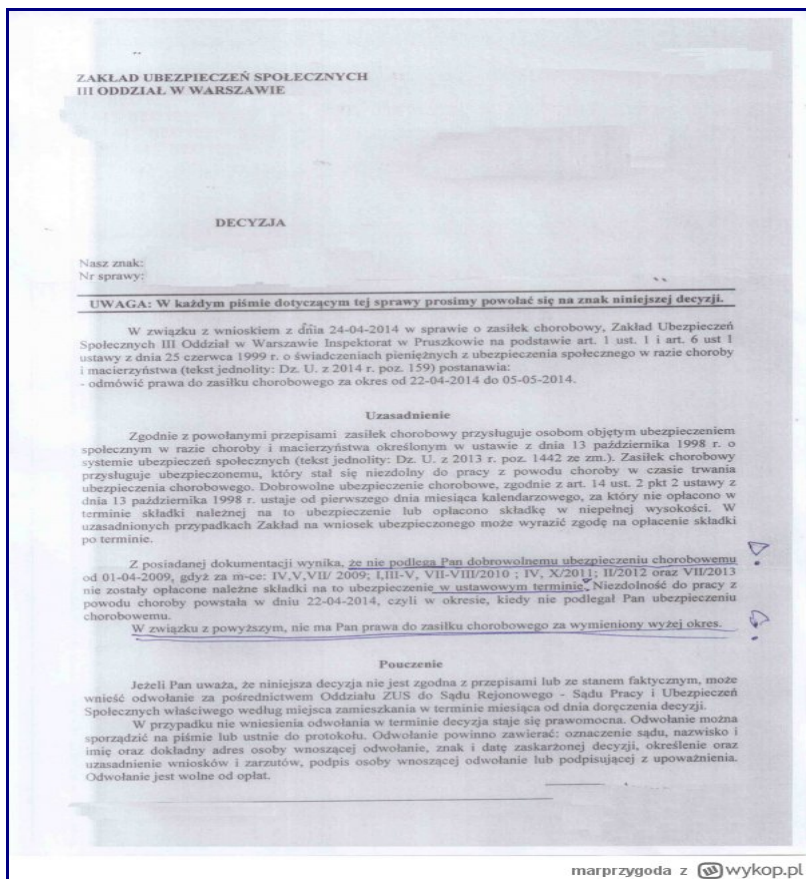 ZAKŁAD UBEZPIECZEŃ SPOŁECZNYCH
III ODDZIAŁ W WARSZAWIE
DECYZJA
Nasz znak:
Nr sprawy:
UWAGA: W każdym piśmie dotyczącym tej sprawy prosimy powołać się na znak niniejszej decyzji.
W związku z wnioskiem z dnia 24-04-2014 w sprawie o zasiłek chorobowy, Zakład Ubezpieczeń
Społecznych III Oddział w Warszawie Inspektorat w Pruszkowie na podstawie art. 1 ust. 1 i art. 6 ust 1
ustawy z dnia 25 czerwca 1999 r. o świadczeniach pieniężnych z ubezpieczenia społecznego w razie choroby
i macierzyństwa (tekst jednolity: Dz. U. z 2014 r. poz. 159) postanawia:
- odmówić prawa do zasiłku chorobowego za okres od 22-04-2014 do 05-05-2014.
Uzasadnienie
Zgodnie z powołanymi przepisami zasiłek chorobowy przysługuje osobom objętym ubezpieczeniem
społecznym w razie choroby i macierzyństwa określonym w ustawie z dnia 13 października 1998 r. o
systemie ubezpieczeń społecznych (tekst jednolity: Dz. U. z 2013 r. poz. 1442 ze zm.). Zasiłek chorobowy
przysługuje ubezpieczonemu, który stał się niezdolny do pracy z powodu choroby w czasie trwania
ubezpieczenia chorobowego. Dobrowolne ubezpieczenie chorobowe, zgodnie z art. 14 ust. 2 pkt 2 ustawy z
dnia 13 października 1998 r. ustaje od pierwszego dnia miesiąca kalendarzowego, za który nie opłacono w
terminie składki należnej na to ubezpieczenie lub opłacono składkę w niepełnej wysokości. W
uzasadnionych przypadkach Zakład na wniosek ubezpieczonego może wyrazić zgodę na opłacenie składki
po terminie.
Z posiadanej dokumentacji wynika, że nie podlega Pan dobrowolnemu ubezpieczeniu chorobowemu
od 01-04-2009, gdyż za m-ce: IV,V,VII/ 2009; I,III-V, VII-VIII/2010 ; IV, X/2011; II/2012 oraz VII/2013
nie zostały opłacone należne składki na to ubezpieczenie w ustawowym terminie. Niezdolność do pracy z
powodu choroby powstała w dniu 22-04-2014, czyli w okresie, kiedy nie podlegał Pan ubezpieczeniu
chorobowemu.
W związku z powyższym, nie ma Pan prawa do zasiłku chorobowego za wymieniony wyżej okres.
Pouczenie
Jeżeli Pan uważa, że niniejsza decyzja nie jest zgodna z przepisami lub ze stanem faktycznym, może
wnieść odwołanie za pośrednictwem Oddziału ZUS do Sądu Rejonowego - Sądu Pracy i Ubezpieczeń
Społecznych właściwego według miejsca zamieszkania w terminie miesiąca od dnia doręczenia decyzji.
W przypadku nie wniesienia odwołania w terminie decyzja staje się prawomocna. Odwołanie można
sporządzić na piśmie lub ustnie do protokołu. Odwołanie powinno zawierać: oznaczenie sądu, nazwisko i
imię oraz dokładny adres osoby wnoszącej odwołanie, znak i datę zaskarżonej decyzji, określenie oraz
uzasadnienie wniosków i zarzutów, podpis osoby wnoszącej odwołanie lub podpisującej z upoważnienia.
Odwołanie jest wolne od opłat.
marprzygoda z wykop.pl